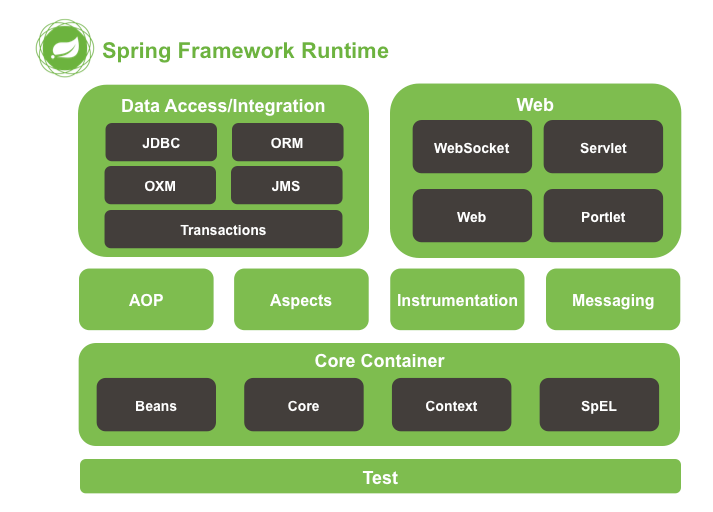 Spring Framework Runtime
Data Access/Integration
JDBC
ORM
OXM
JMS
Transactions
Web
WebSocket
Servlet
Web
Portlet
AOP
Aspects
Instrumentation
Messaging
Core Container
Beans
Core
Context
SpEL
Test